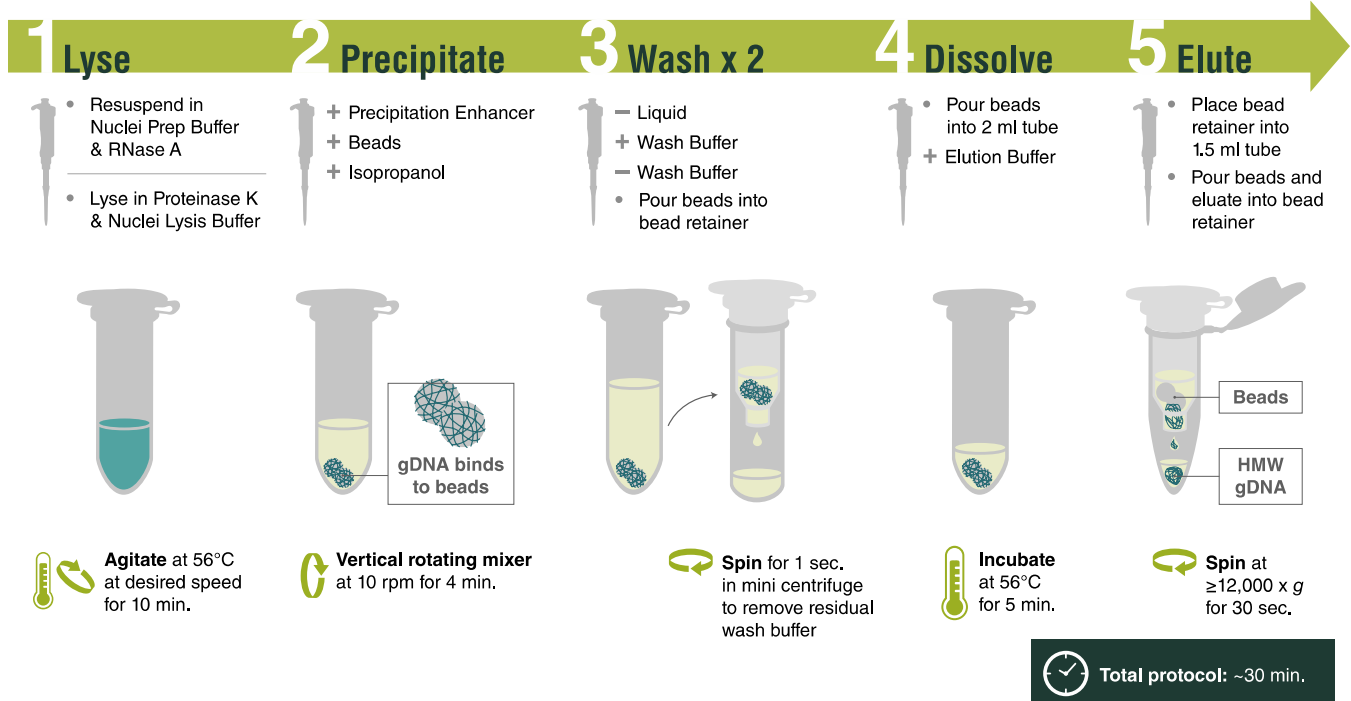 1 Lyse
• Resuspend in
Nuclei Prep Buffer
& RNase A
• Lyse in Proteinase K
& Nuclei Lysis Buffer
Agitate at 56°C
at desired speed
for 10 min.
2 Precipitate
+ Precipitation Enhancer
+ Beads
+ Isopropanol
gDNA binds
to beads
Vertical rotating mixer
at 10 rpm for 4 min.
3 Wash x 2
− Liquid
+ Wash Buffer
− Wash Buffer
• Pour beads into
bead retainer
Spin for 1 sec.
in mini centrifuge
to remove residual
wash buffer
4 Dissolve
• Pour beads
into 2 ml tube
+ Elution Buffer
Incubate
at 56°C
for 5 min.
5 Elute
• Place bead
retainer into
1.5 ml tube
• Pour beads and
eluate into bead
retainer
Beads
HMW
gDNA
Spin at
≥12,000 x g
for 30 sec.
Total protocol: ~30 min.